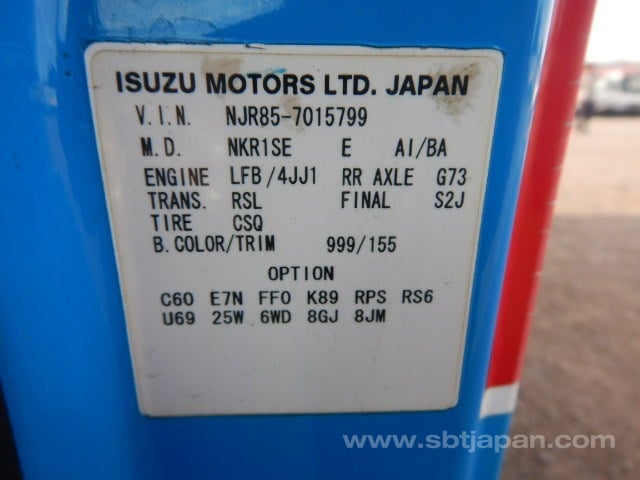 ISUZU MOTORS LTD. JAPAN
V.I.N. NJR85-7015799
M.D. NKR1SE E AI/BA
ENGINE LFB/4JJ1 RR AXLE G73
TRANS. RSL FINAL S2J
TIRE CSQ
B.COLOR/TRIM 999/155
OPTION
C60 E7N FF0 K89 RPS RS6
U69 25W 6WD 8GJ 8JM
www.sbtjapan.com